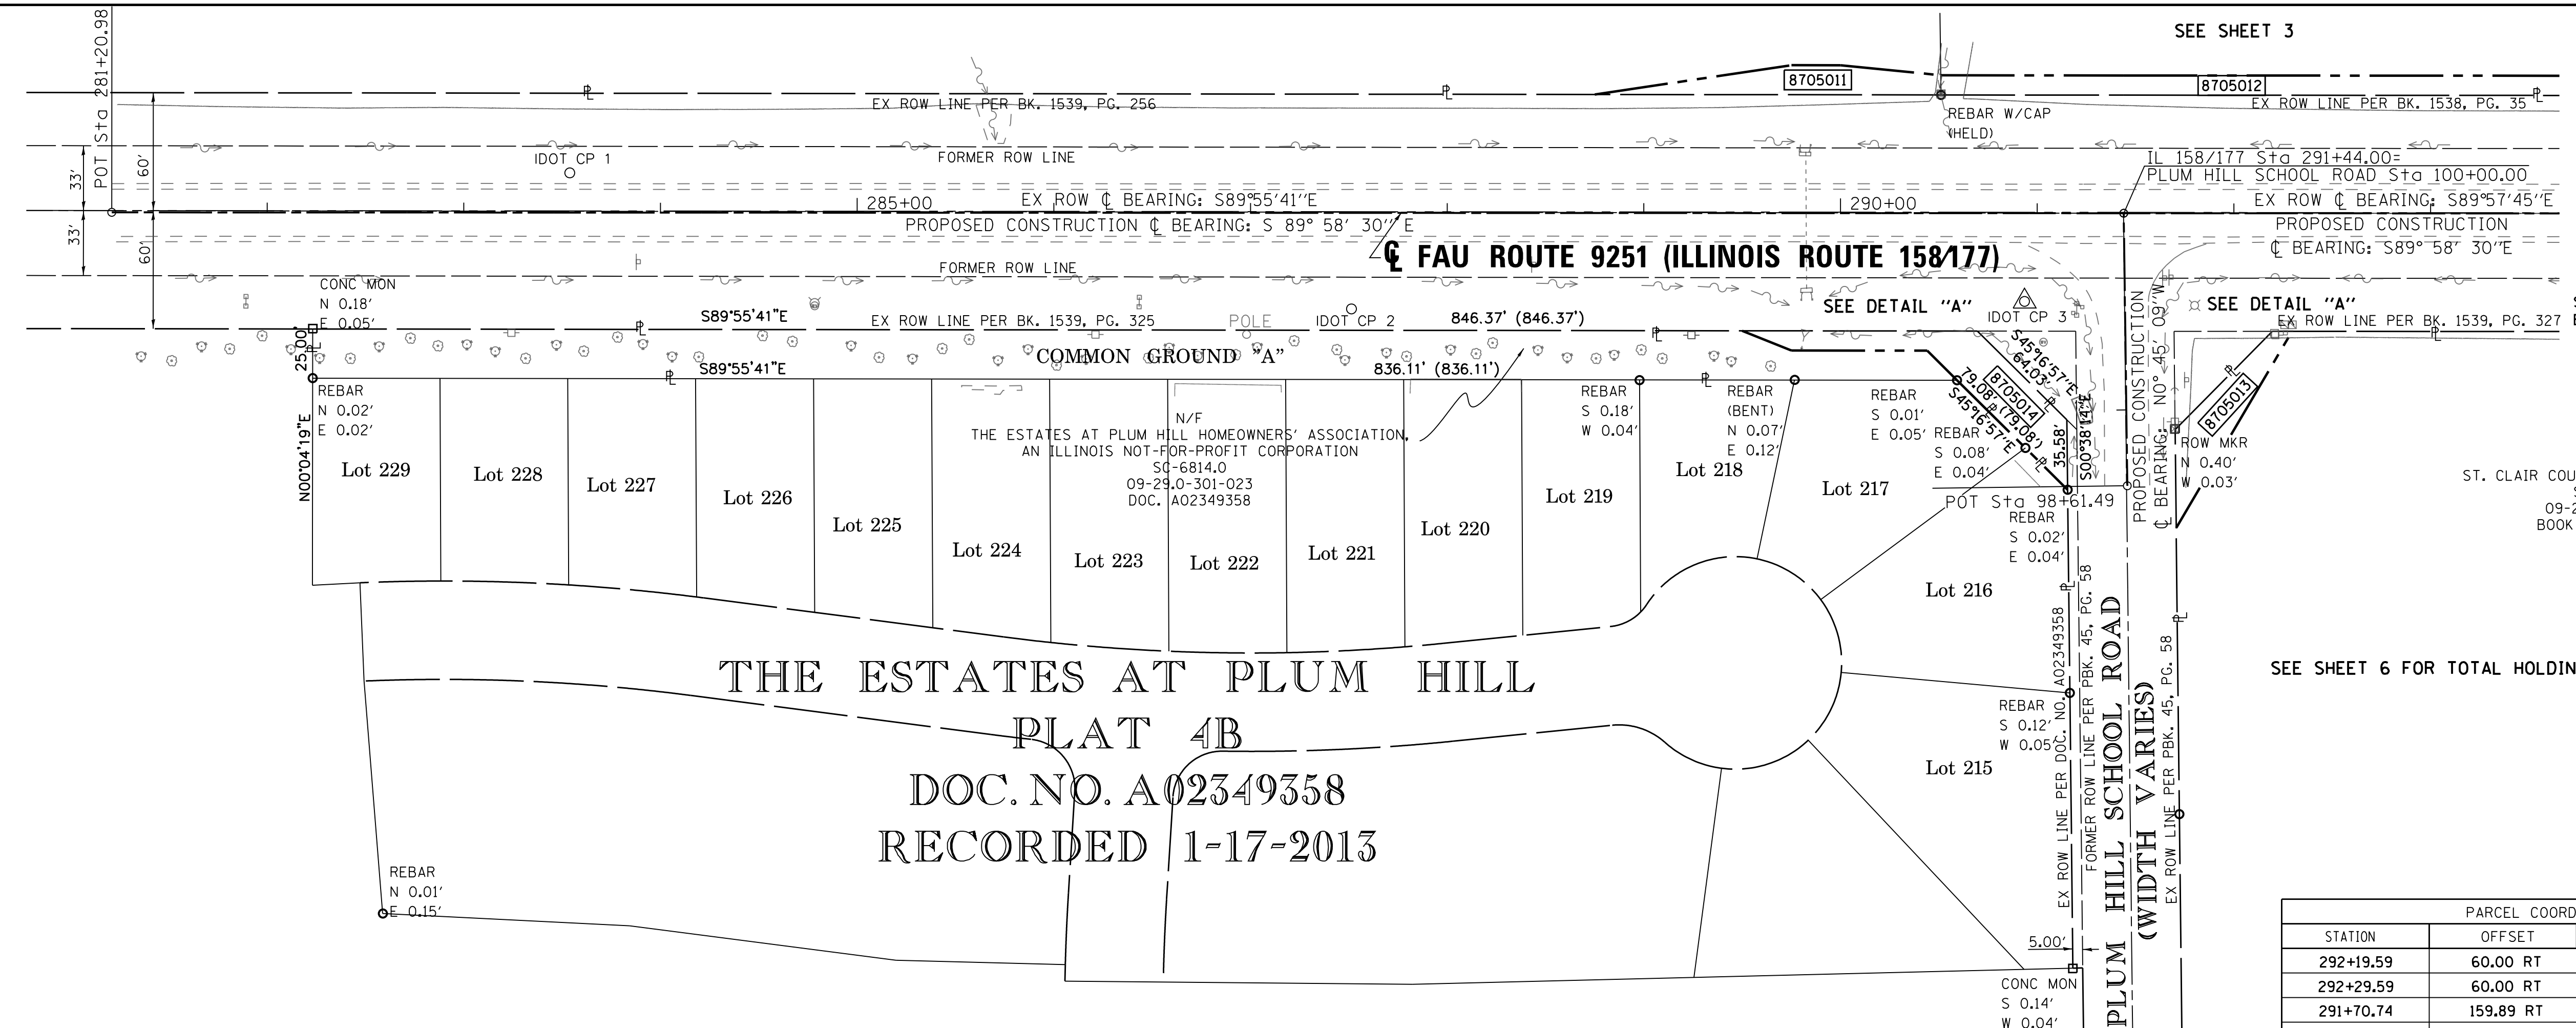 SEE SHEET 3
POT Sta 281+20.98
8705011
8705012
EX ROW LINE PER BK. 1539, PG. 256
EX ROW LINE PER BK. 1538, PG. 35
REBAR W/CAP
(HELD)
33'
60'
IDOT CP 1
FORMER ROW LINE
IL 158/177 Sta 291+44.00=
PLUM HILL SCHOOL ROAD Sta 100+00.00
285+00
EX ROW ℄ BEARING: S89°55'41"E
290+00
EX ROW ℄ BEARING: S89°57'45"E
33'
60'
PROPOSED CONSTRUCTION ℄ BEARING: S 89° 58' 30" E
PROPOSED CONSTRUCTION
℄ BEARING: S89° 58' 30"E
℄ FAU ROUTE 9251 (ILLINOIS ROUTE 158/177)
FORMER ROW LINE
CONC MON
N 0.18'
E 0.05'
SEE DETAIL "A"
IDOT CP 3
SEE DETAIL "A"
S89°55'41"E
EX ROW LINE PER BK. 1539, PG. 325
POLE
IDOT CP 2
846.37' (846.37')
EX ROW LINE PER BK. 1539, PG. 327
25.00'
COMMON GROUND "A"
S89°55'41"E
836.11' (836.11')
S45°16'57"E
64.03'
8705014
79.08' (79.08')
S45°16'57"E
35.58'
S00°38'14"E
PROPOSED CONSTRUCTION
℄ BEARING: N0° 45' 09"W
8705013
REBAR
N 0.02'
E 0.02'
N00°04'19"E
N/F
THE ESTATES AT PLUM HILL HOMEOWNERS' ASSOCIATION,
AN ILLINOIS NOT-FOR-PROFIT CORPORATION
SC-6814.0
09-29.0-301-023
DOC. A02349358
REBAR
S 0.18'
W 0.04'
REBAR
(BENT)
N 0.07'
E 0.12'
REBAR
S 0.01'
E 0.05'
REBAR
S 0.08'
E 0.04'
ROW MKR
N 0.40'
W 0.03'
Lot 229
Lot 228
Lot 227
Lot 226
Lot 225
Lot 224
Lot 223
Lot 222
Lot 221
Lot 220
Lot 219
Lot 218
Lot 217
Lot 216
Lot 215
POT Sta 98+61.49
REBAR
S 0.02'
E 0.04'
ST. CLAIR COU
09-2
BOOK
THE ESTATES AT PLUM HILL
PLAT 4B
DOC. NO. A02349358
RECORDED 1-17-2013
EX ROW LINE PER DOC. NO. A02349358
FORMER ROW LINE PER PBK. 45, PG. 58
PLUM HILL SCHOOL ROAD
(WIDTH VARIES)
EX ROW LINE PER PBK. 45, PG. 58
SEE SHEET 6 FOR TOTAL HOLDIN
REBAR
S 0.12'
W 0.05'
REBAR
N 0.01'
E 0.15'
5.00'
CONC MON
S 0.14'
W 0.04'
PARCEL COORD
STATION OFFSET
292+19.59 60.00 RT
292+29.59 60.00 RT
291+70.74 159.89 RT